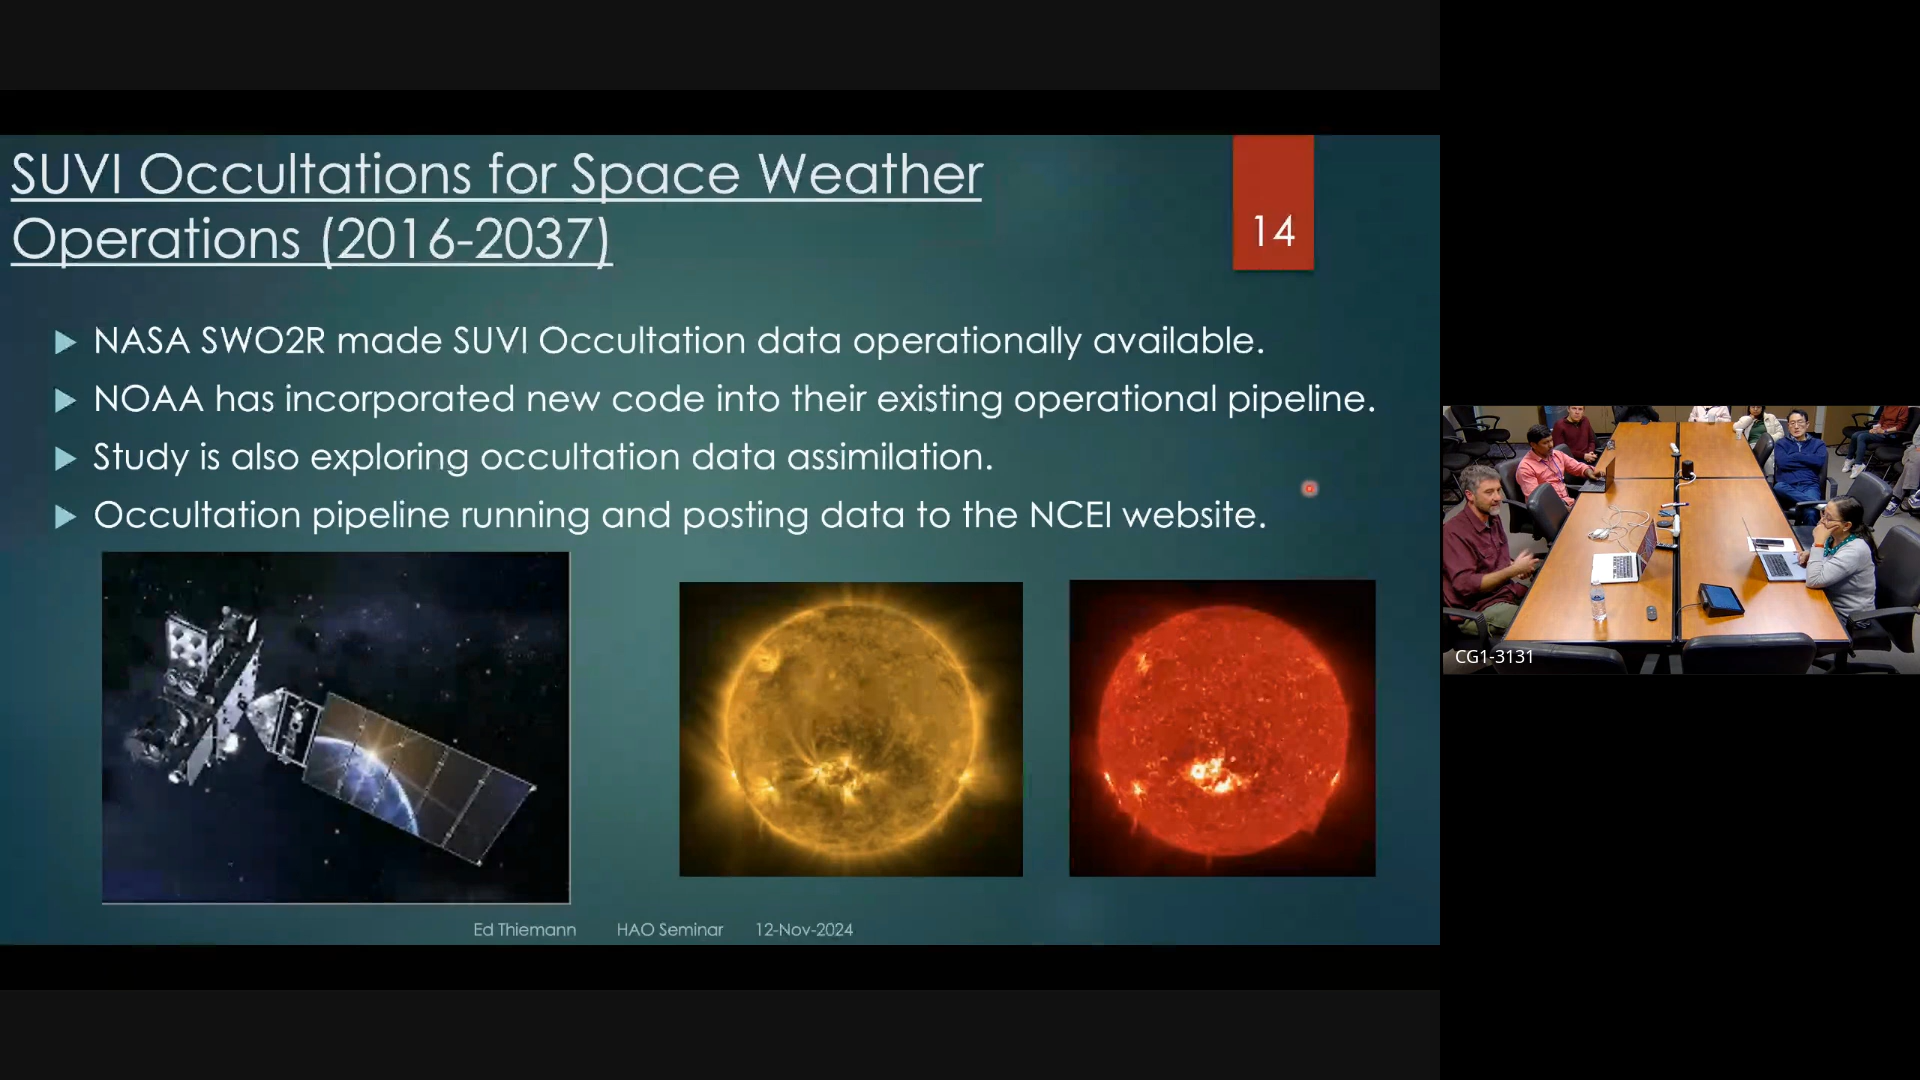 SUVI Occultations for Space Weather
Operations (2016-2037)
14
NASA SWO2R made SUVI Occultation data operationally available.
NOAA has incorporated new code into their existing operational pipeline.
Study is also exploring occultation data assimilation.
Occultation pipeline running and posting data to the NCEI website.
Ed Thiemann HAO Seminar 12-Nov-2024
CG1-3131